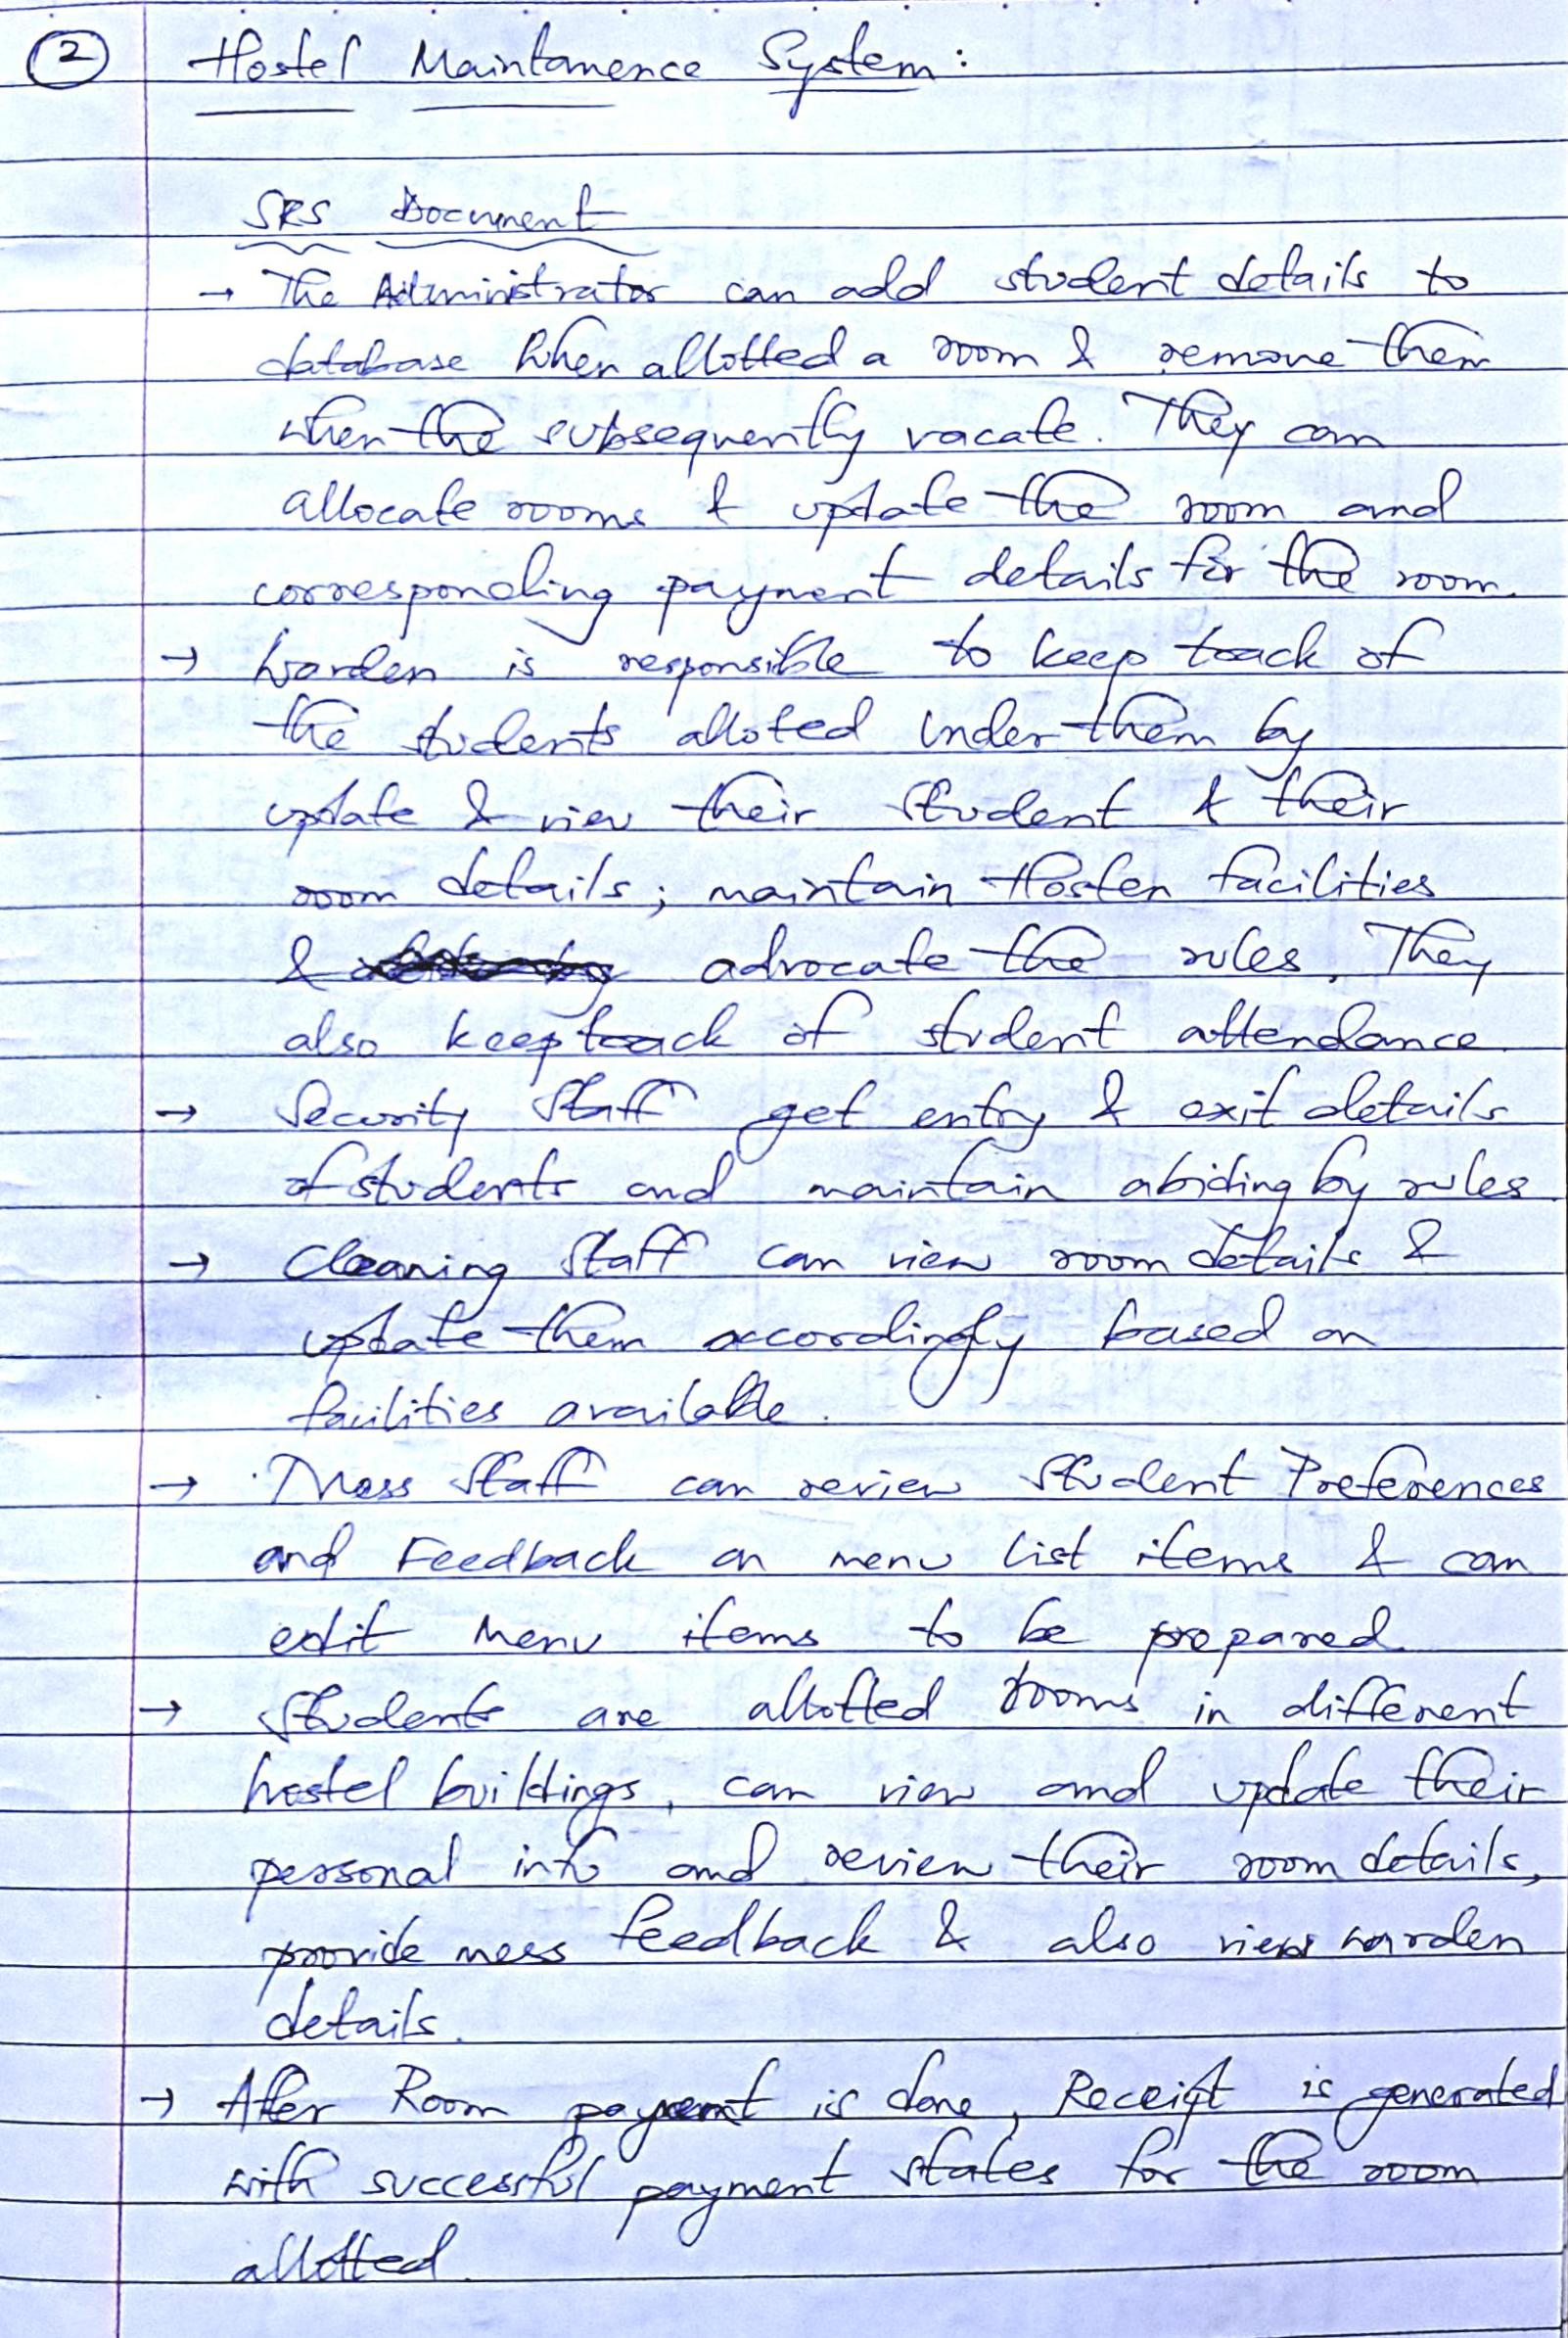 2 Hostel Maintamence System:
SRS Document
→ The Administrator can add student details to
database when allotted a room & remove them
when the subsequently vacate. They can
allocate rooms & update the room and
corresponding payment details for the room.
→ Warden is responsible to keep track of
the students alloted under them by
update & view their Student & their
room details; maintain Hostel facilities
& advocate the rules. They
also keep track of student attendance
→ Security Staff get entry & exit details
of students and maintain abiding by rules.
→ Cleaning Staff can view room details &
update them accordingly based on
facilities available.
→ Mess Staff can review Student Preferences
and Feedback on menu list items & can
edit Menu items to be prepared
→ Students are allotted rooms in different
hostel buildings, can view and update their
personal info and review their room details,
provide mess feedback & also view warden
details.
→ After Room payment is done, Receipt is generated
with successful payment states for the room
allotted.